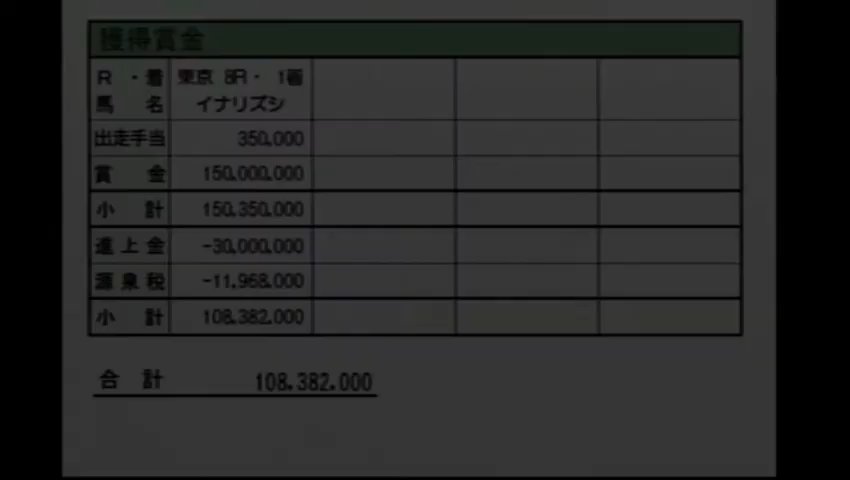 獲得賞金
R ・着 東京 8R・ 1着
馬 名 イナリズシ
出走手当 350,000
賞 金 150,000,000
小 計 150,350,000
進上金 -30,000,000
源泉税 -11,968,000
小 計 108,382,000
合 計 108,382,000